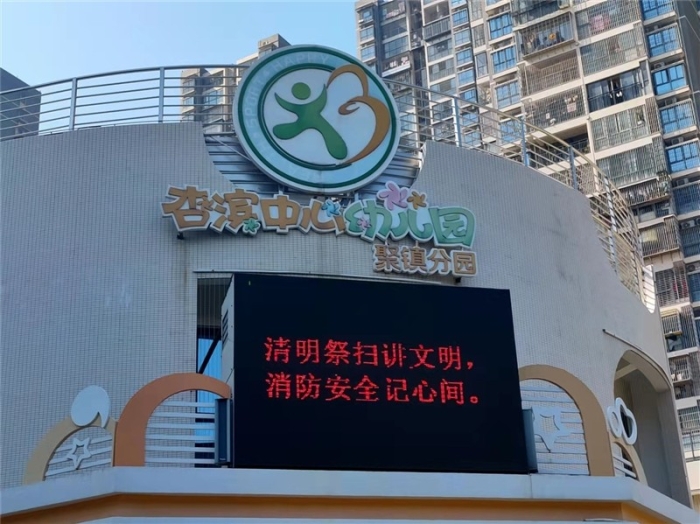 杏滨中心幼儿园
聚镇分园
清明祭扫讲文明，
消防安全记心间。